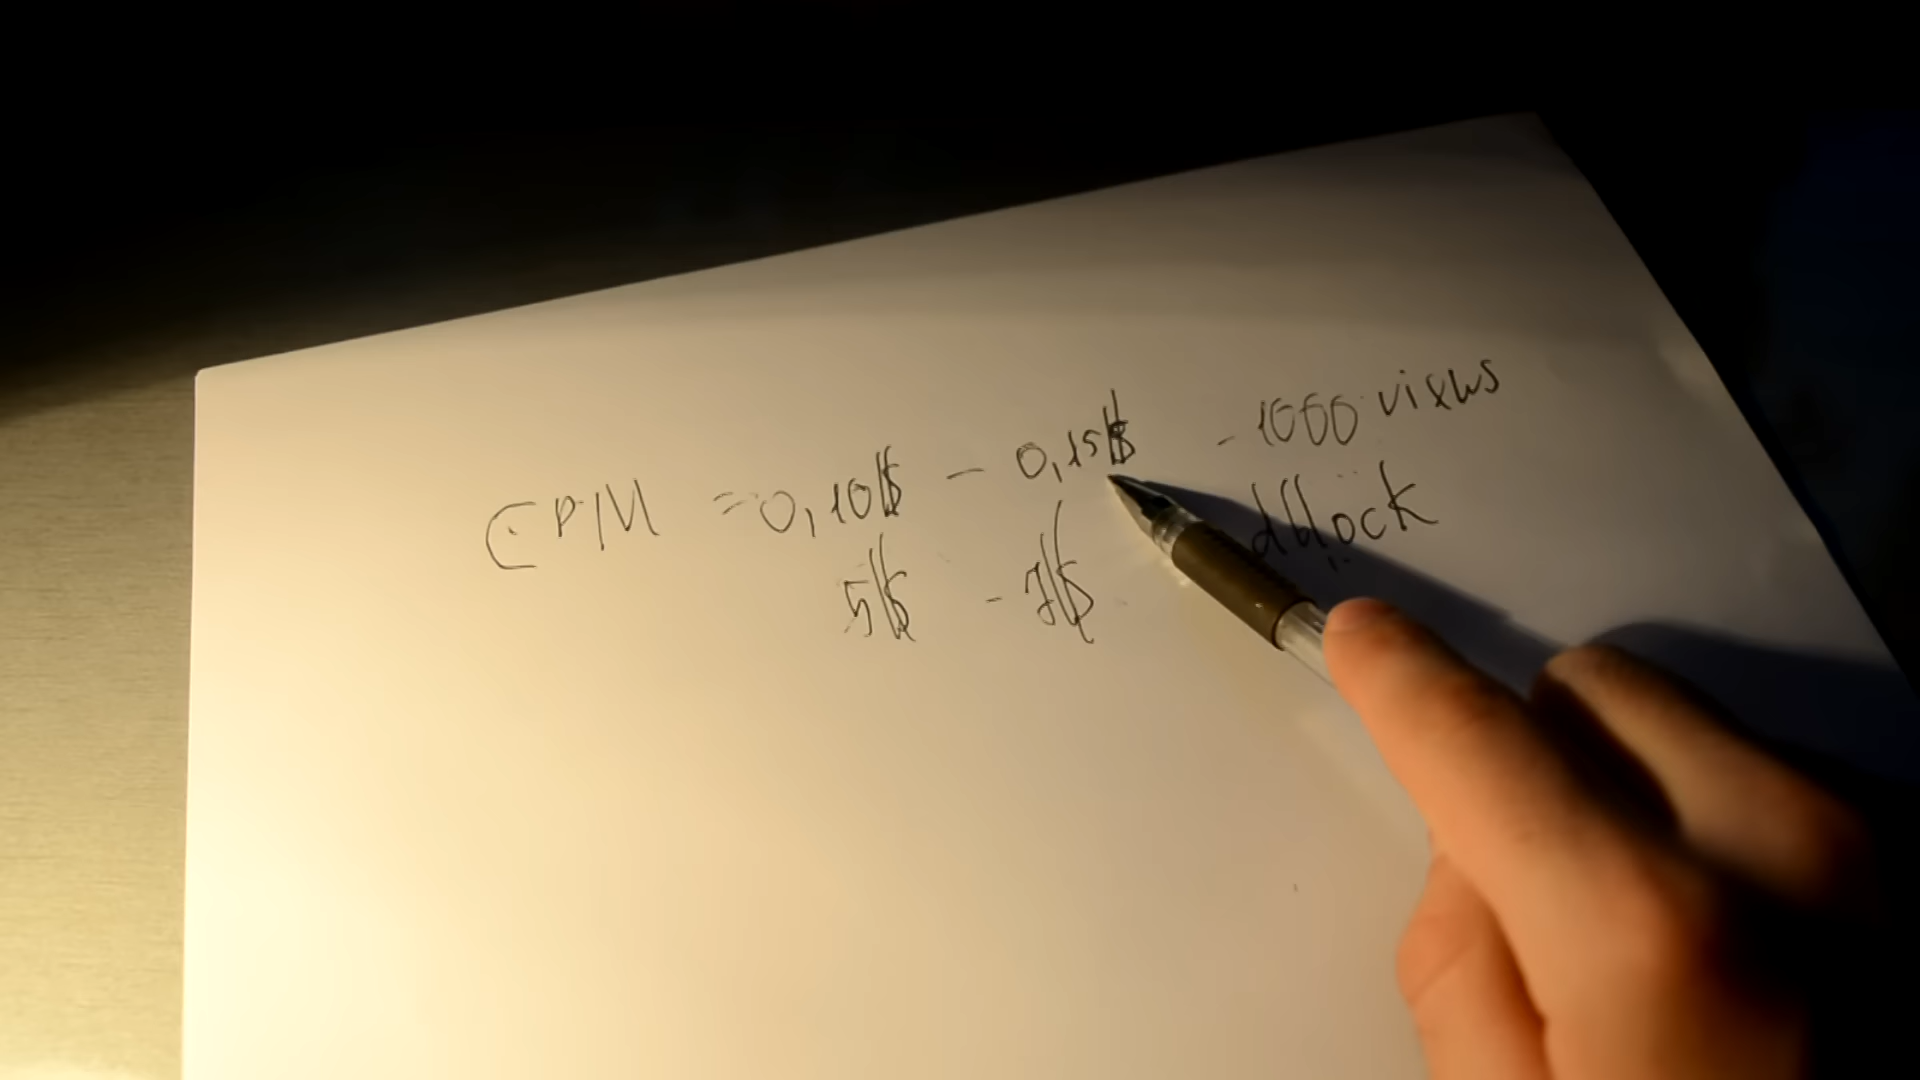 CPM = 0,10$ - 0,15$ - 1000 views
5$ - 7$ adblock